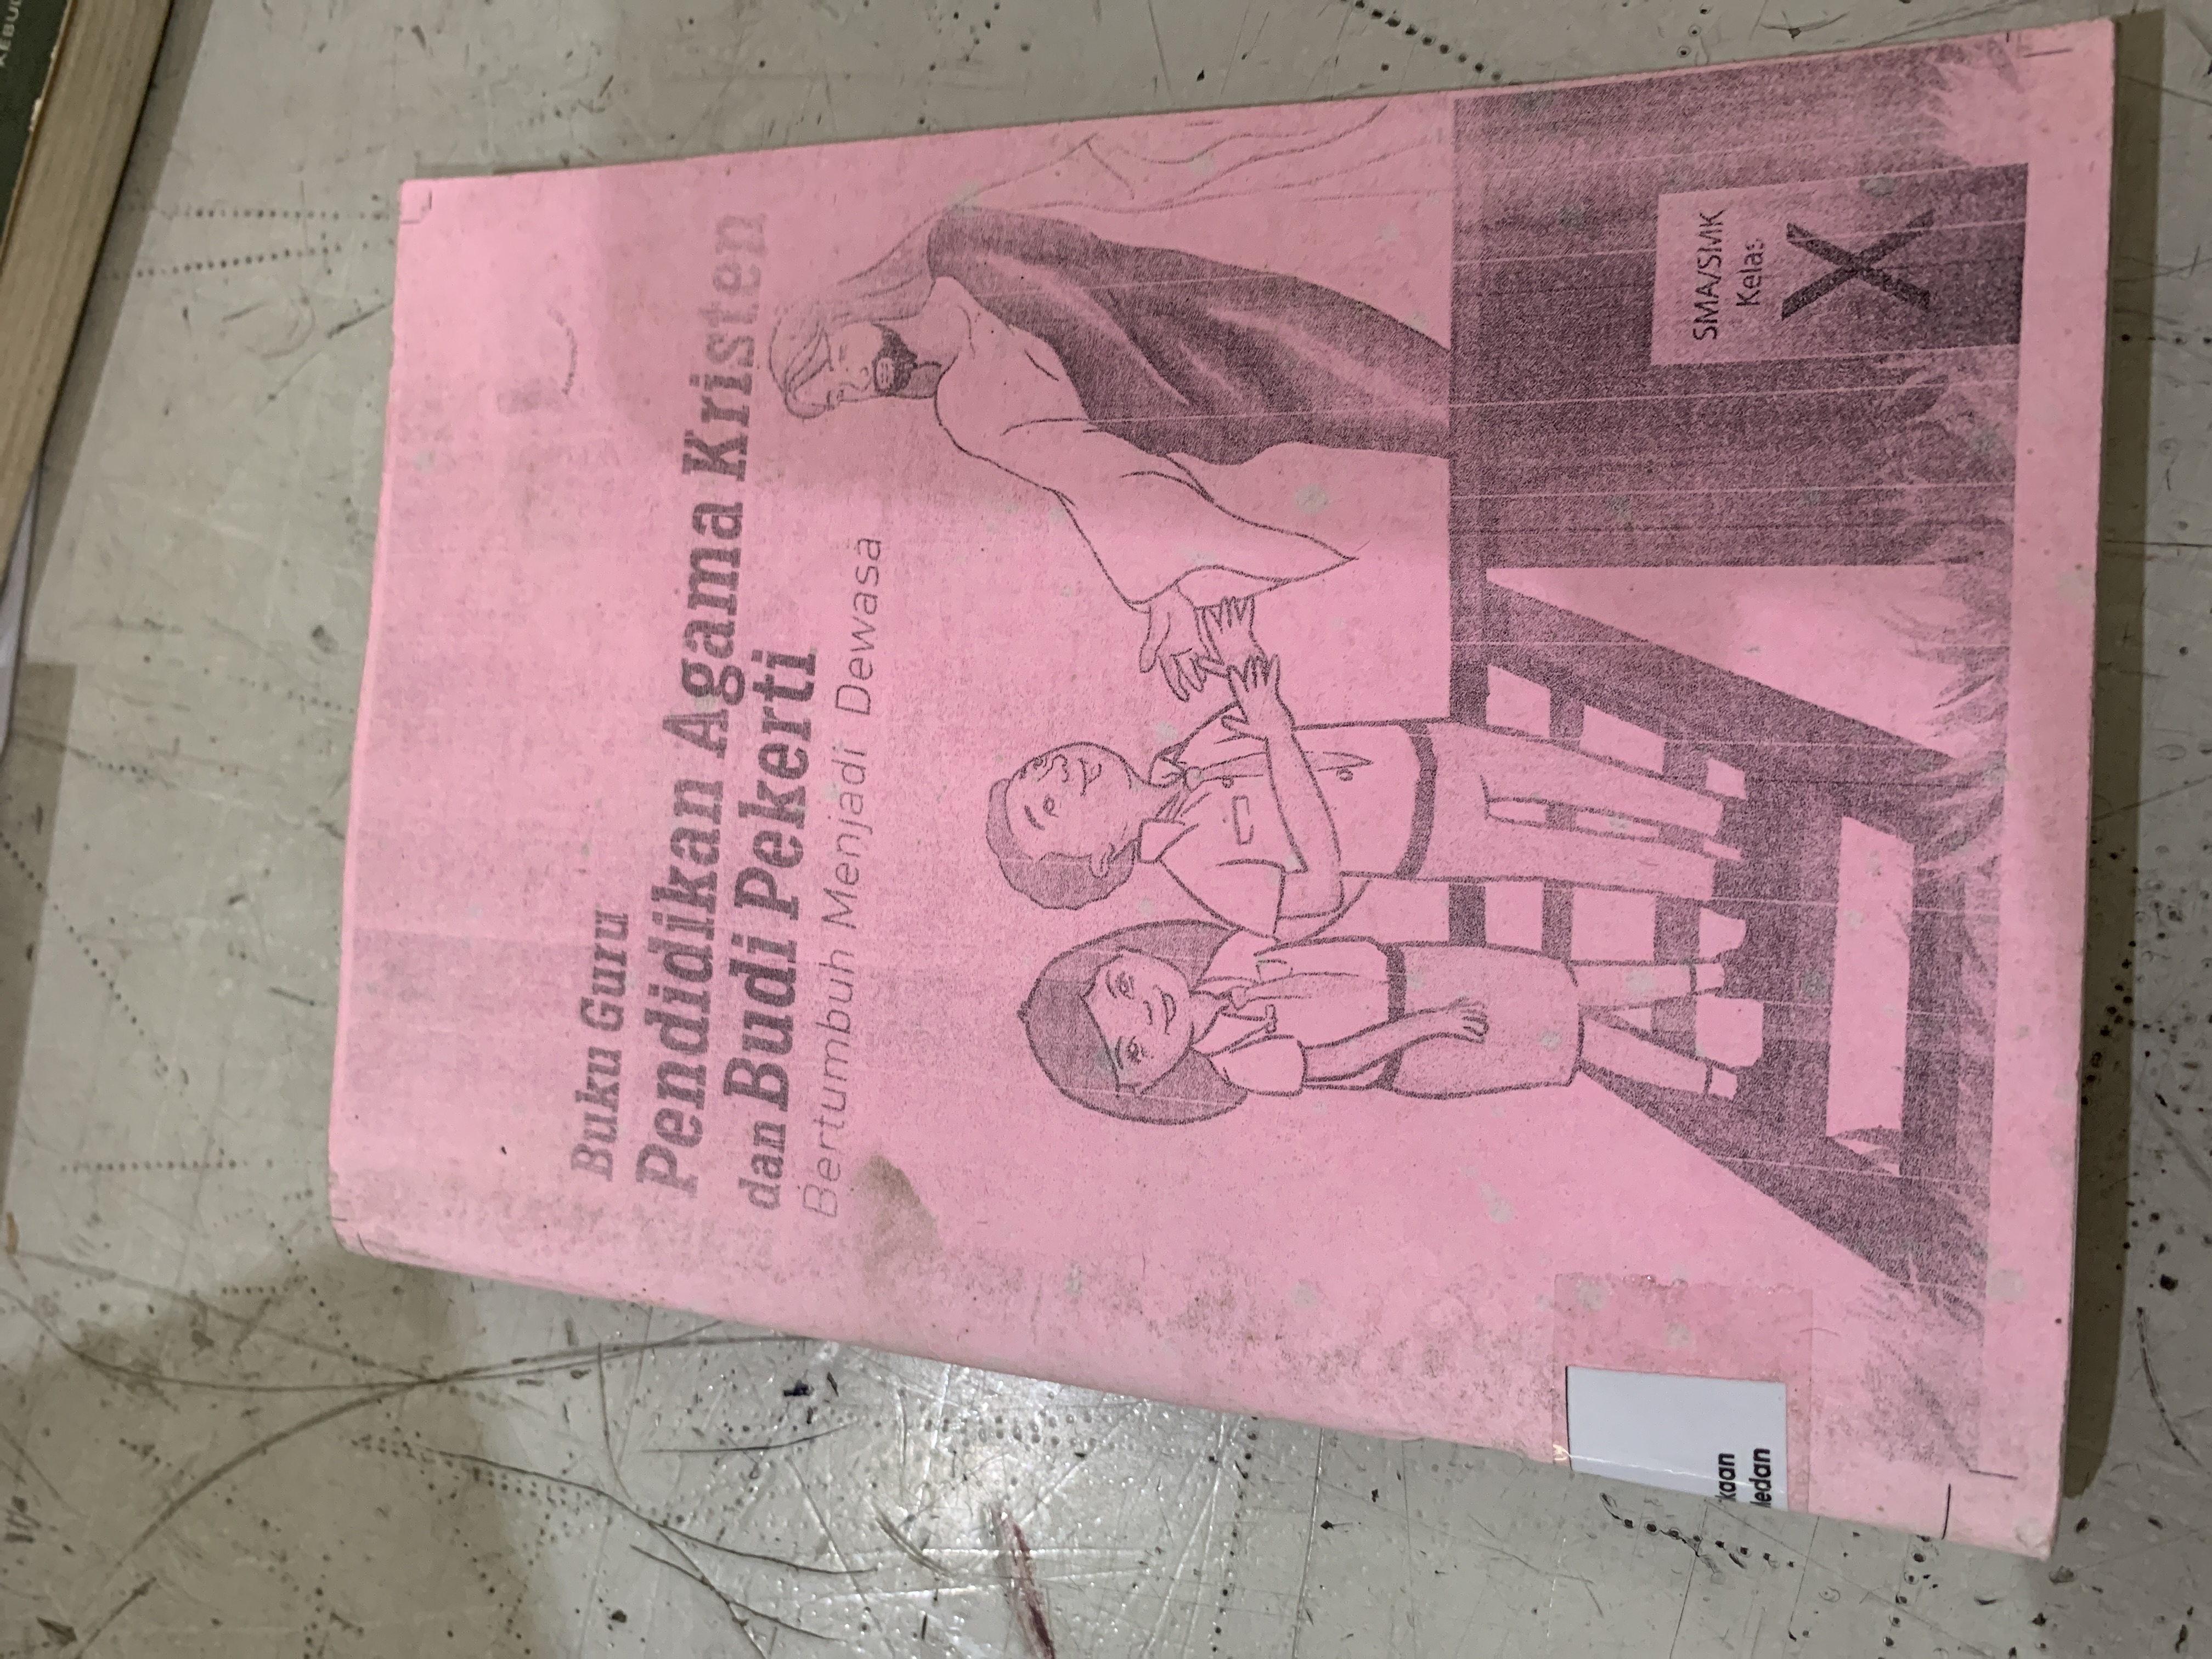 Buku Guru
Pendidikan Agama Kristen
dan Budi Pekerti
Bertumbuh Menjadi Dewasa
SMA/SMK
Kelas
X
kaan
ledan